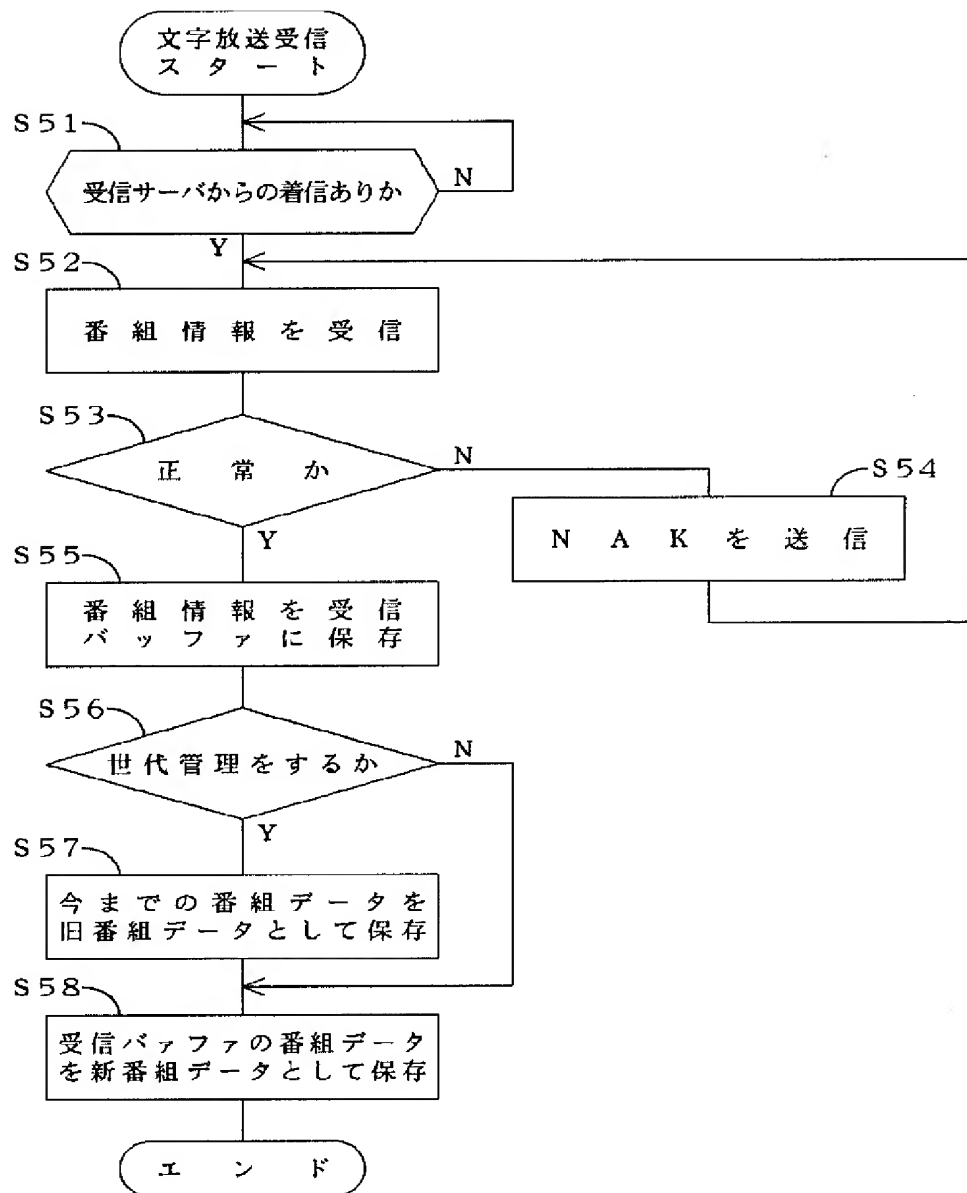 文字放送受信
スタート
S51
受信サーバからの着信ありか
N
Y
S52
番組情報を受信
S53
正常か
N
S54
NAKを送信
Y
S55
番組情報を受信
バッファに保存
S56
世代管理をするか
N
Y
S57
今までの番組データを
旧番組データとして保存
S58
受信バァファの番組データ
を新番組データとして保存
エンド